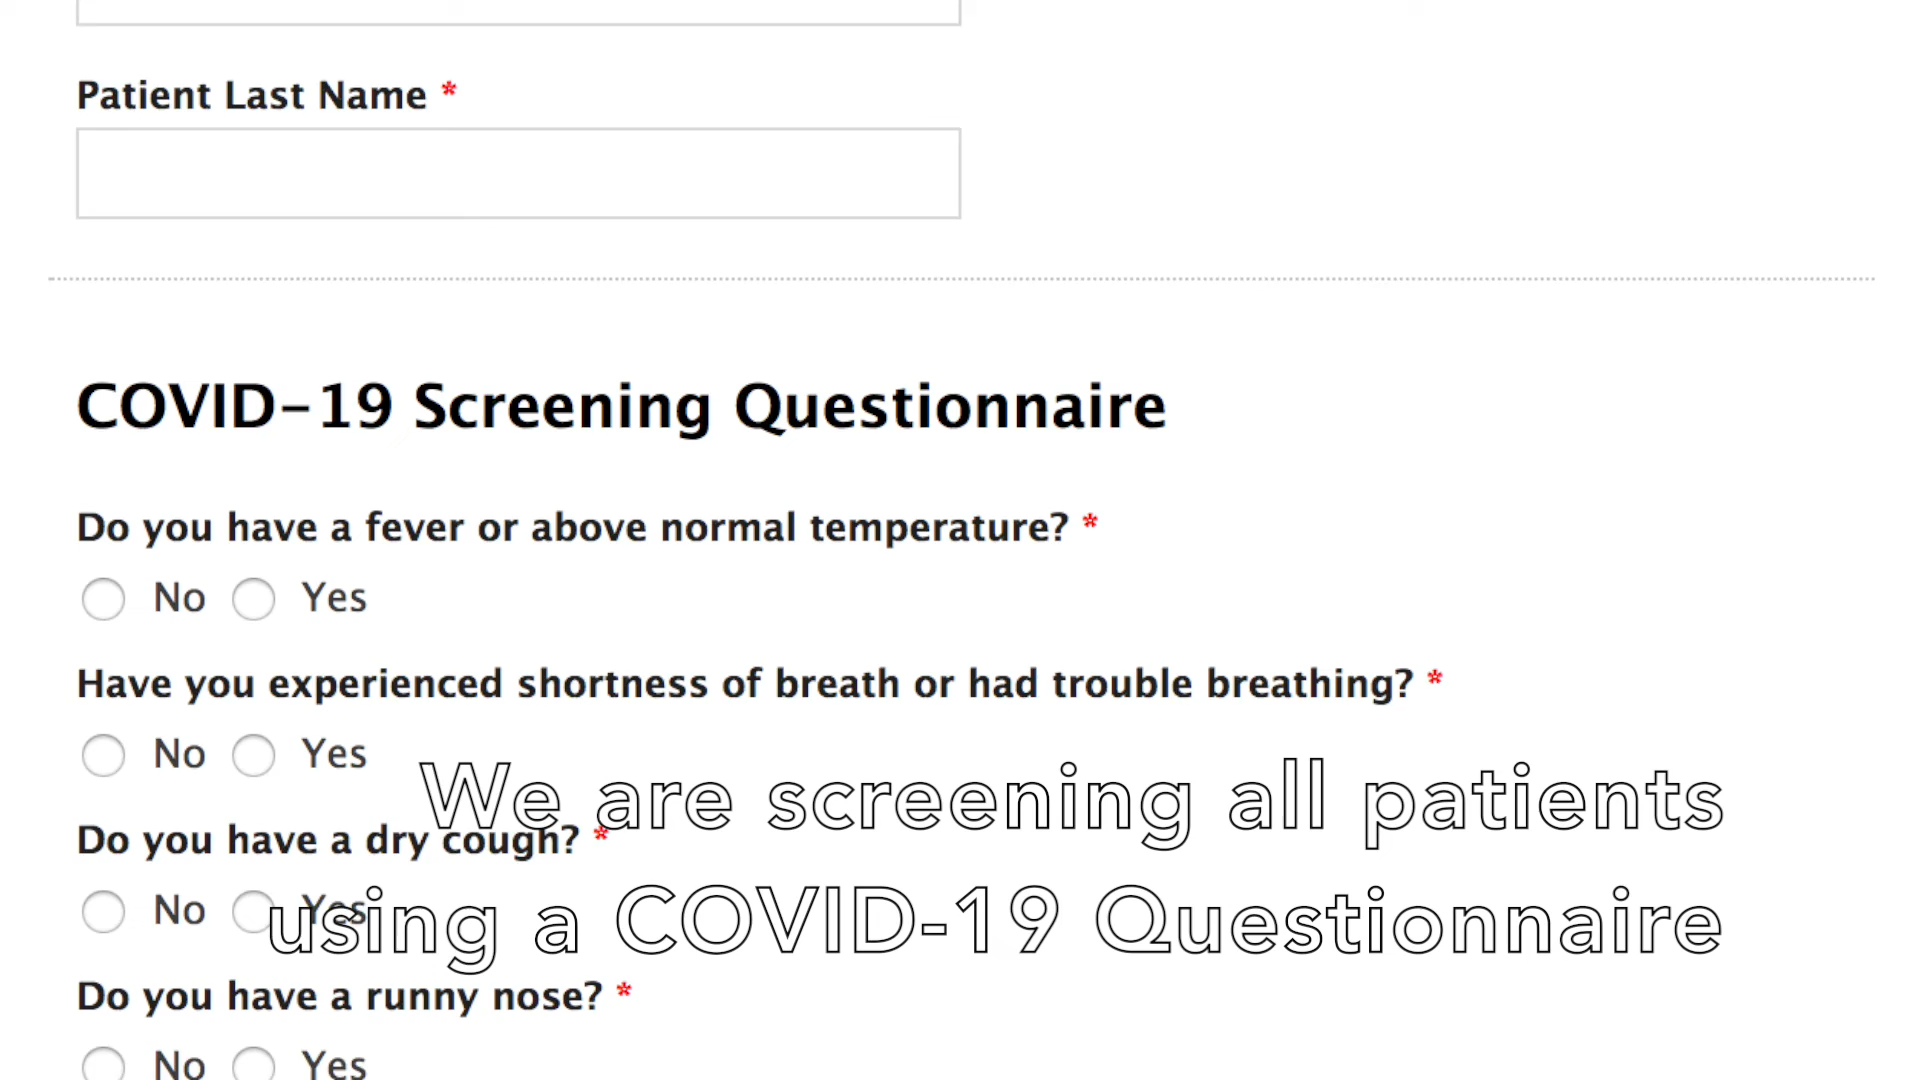 Patient Last Name *
COVID-19 Screening Questionnaire
Do you have a fever or above normal temperature? *
No Yes
Have you experienced shortness of breath or had trouble breathing? *
No Yes
We are screening all patients
Do you have a dry cough? *
No Yes
using a COVID-19 Questionnaire
Do you have a runny nose? *
No Yes